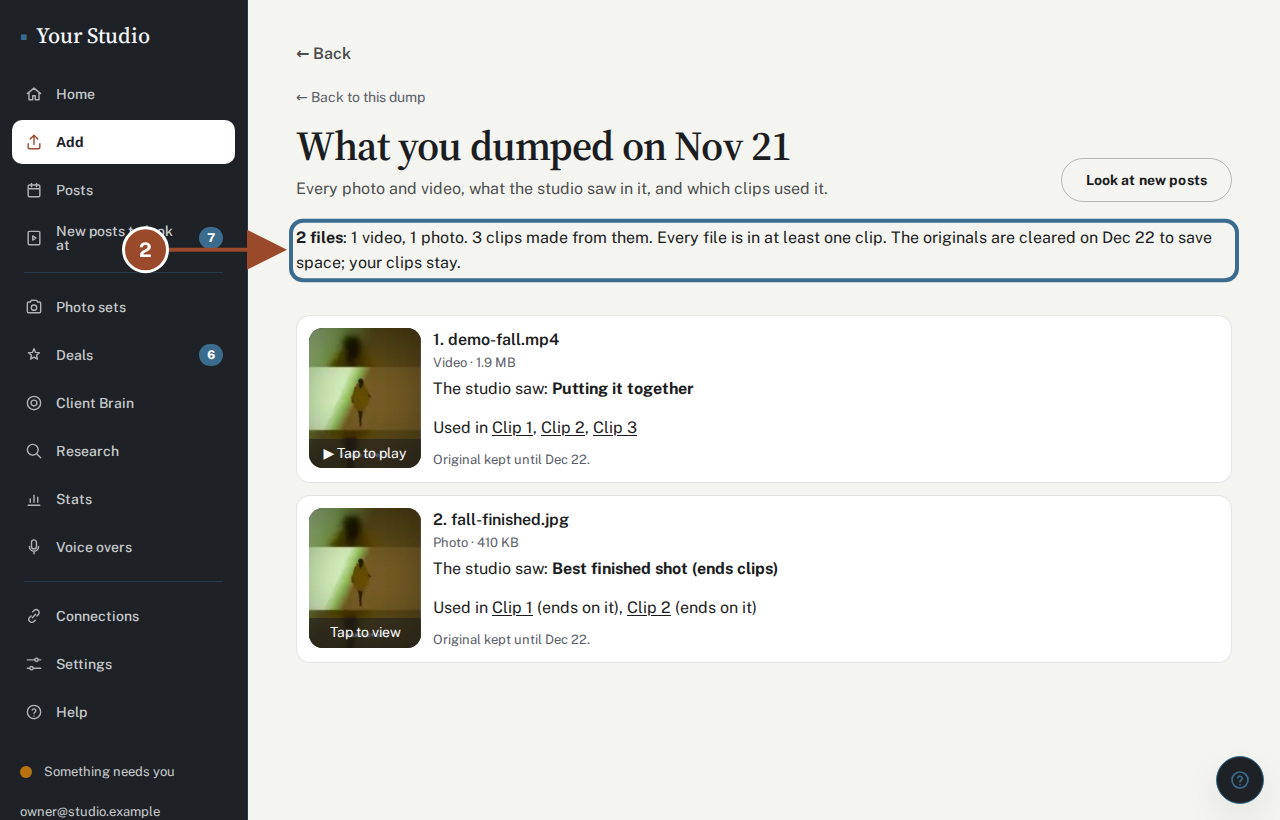 Your Studio
Home
Add
Posts
New posts to look
at
7
2
Photo sets
Deals
6
Client Brain
Research
Stats
Voice overs
Connections
Settings
Help
Something needs you
owner@studio.example
← Back
← Back to this dump
What you dumped on Nov 21
Every photo and video, what the studio saw in it, and which clips used it.
Look at new posts
2 files: 1 video, 1 photo. 3 clips made from them. Every file is in at least one clip. The originals are cleared on Dec 22 to save
space; your clips stay.
▶ Tap to play
1. demo-fall.mp4
Video · 1.9 MB
The studio saw: Putting it together
Used in Clip 1, Clip 2, Clip 3
Original kept until Dec 22.
Tap to view
2. fall-finished.jpg
Photo · 410 KB
The studio saw: Best finished shot (ends clips)
Used in Clip 1 (ends on it), Clip 2 (ends on it)
Original kept until Dec 22.